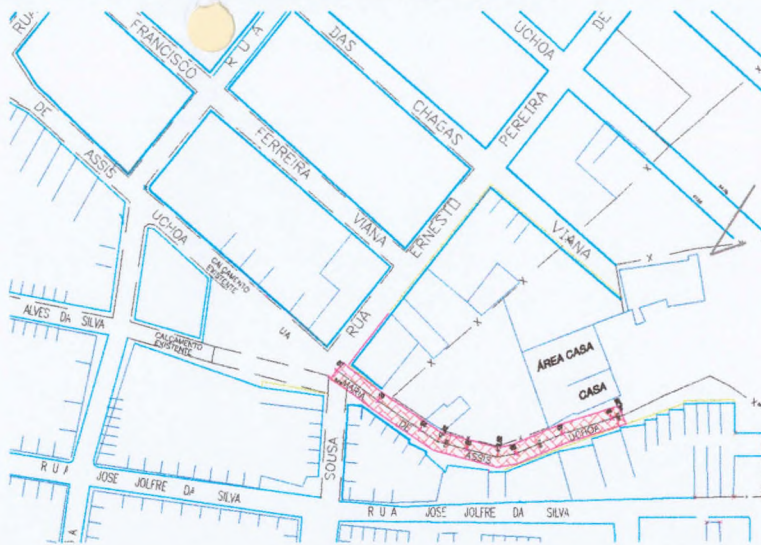 RUA
FRANCISCO
RUA
DAS
UCHOA
DE
CHAGAS
PEREIRA
DE
ASSIS
FERREIRA
UCHOA
VIANA
ERNESTO
VIANA
CALÇAMENTO
EXISTENTE
RUA
UA
ALVES DA SILVA
CALÇAMENTO
EXISTENTE
ÁREA CASA
CASA
MARIA
DE
ASSIS
UCHOA
SOUSA
RUA JOSE JOLFRE DA SILVA
RUA JOSE JOLFRE DA SILVA